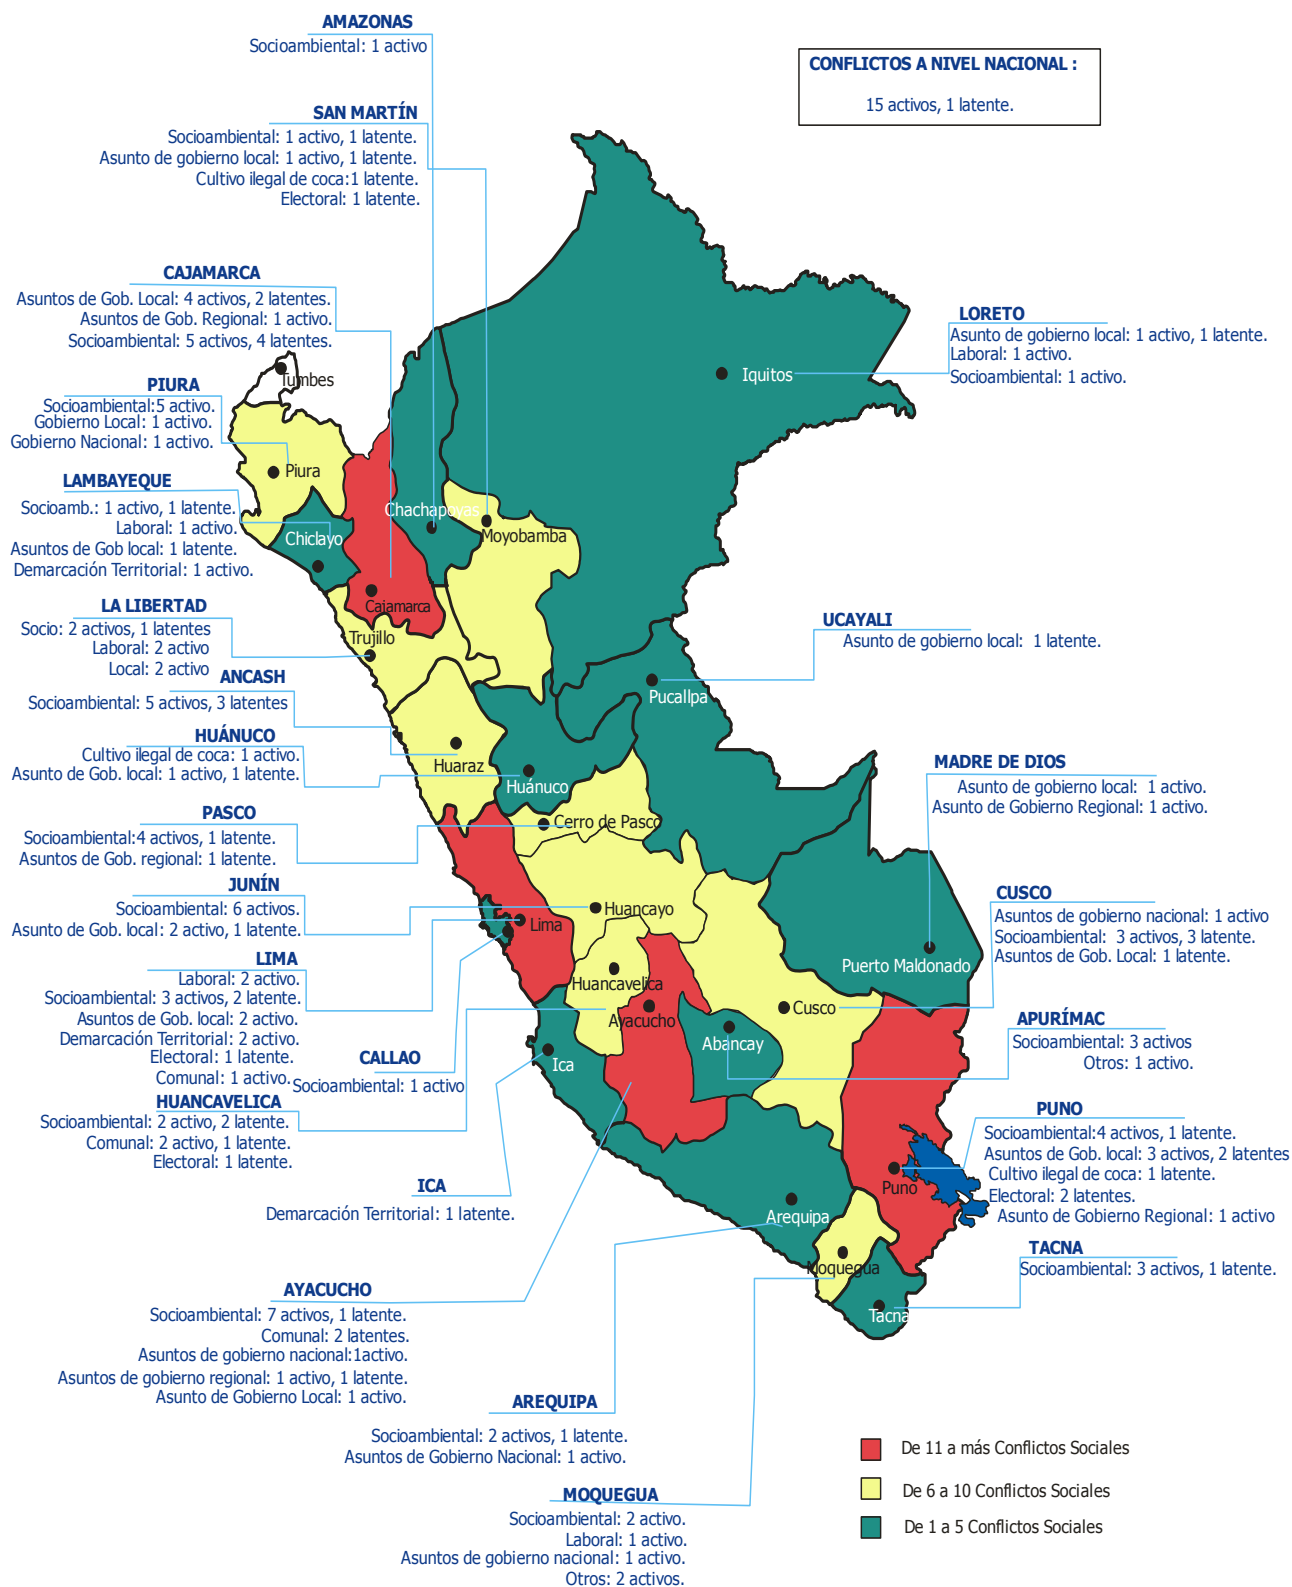 AMAZONAS
Socioambiental: 1 activo
CONFLICTOS A NIVEL NACIONAL :
15 activos, 1 latente.
SAN MARTÍN
Socioambiental: 1 activo, 1 latente.
Asunto de gobierno local: 1 activo, 1 latente.
Cultivo ilegal de coca:1 latente.
Electoral: 1 latente.
CAJAMARCA
Asuntos de Gob. Local: 4 activos, 2 latentes.
Asuntos de Gob. Regional: 1 activo.
Socioambiental: 5 activos, 4 latentes.
LORETO
Asunto de gobierno local: 1 activo, 1 latente.
Laboral: 1 activo.
Socioambiental: 1 activo.
PIURA
Socioambiental:5 activo.
Gobierno Local: 1 activo.
Gobierno Nacional: 1 activo.
LAMBAYEQUE
Socioamb.: 1 activo, 1 latente.
Laboral: 1 activo.
Asuntos de Gob local: 1 latente.
Demarcación Territorial: 1 activo.
LA LIBERTAD
Socio: 2 activos, 1 latentes
Laboral: 2 activo
Local: 2 activo
UCAYALI
Asunto de gobierno local: 1 latente.
ANCASH
Socioambiental: 5 activos, 3 latentes
HUÁNUCO
Cultivo ilegal de coca: 1 activo.
Asunto de Gob. local: 1 activo, 1 latente.
MADRE DE DIOS
Asunto de gobierno local: 1 activo.
Asunto de Gobierno Regional: 1 activo.
PASCO
Socioambiental:4 activos, 1 latente.
Asuntos de Gob. regional: 1 latente.
JUNÍN
Socioambiental: 6 activos.
Asunto de Gob. local: 2 activo, 1 latente.
CUSCO
Asuntos de gobierno nacional: 1 activo
Socioambiental: 3 activos, 3 latente.
Asuntos de Gob. Local: 1 latente.
LIMA
Laboral: 2 activo.
Socioambiental: 3 activos, 2 latente.
Asuntos de Gob. local: 2 activo.
Demarcación Territorial: 2 activo.
Electoral: 1 latente.
Comunal: 1 activo.
CALLAO
Socioambiental: 1 activo
APURÍMAC
Socioambiental: 3 activos
Otros: 1 activo.
HUANCAVELICA
Socioambiental: 2 activo, 2 latente.
Comunal: 2 activo, 1 latente.
Electoral: 1 latente.
PUNO
Socioambiental:4 activos, 1 latente.
Asuntos de Gob. local: 3 activos, 2 latentes
Cultivo ilegal de coca: 1 latente.
Electoral: 2 latentes.
Asunto de Gobierno Regional: 1 activo
ICA
Demarcación Territorial: 1 latente.
TACNA
Socioambiental: 3 activos, 1 latente.
AYACUCHO
Socioambiental: 7 activos, 1 latente.
Comunal: 2 latentes.
Asuntos de gobierno nacional:1activo.
Asuntos de gobierno regional: 1 activo, 1 latente.
Asunto de Gobierno Local: 1 activo.
AREQUIPA
Socioambiental: 2 activos, 1 latente.
Asuntos de Gobierno Nacional: 1 activo.
MOQUEGUA
Socioambiental: 2 activo.
Laboral: 1 activo.
Asuntos de gobierno nacional: 1 activo.
Otros: 2 activos.
Tumbes
Iquitos
Piura
Chachapoyas
Moyobamba
Chiclayo
Cajamarca
Trujillo
Pucallpa
Huaraz
Huánuco
Cerro de Pasco
Huancayo
Lima
Puerto Maldonado
Huancavelica
Cusco
Ayacucho
Abancay
Ica
Puno
Arequipa
Moquegua
Tacna
De 11 a más Conflictos Sociales
De 6 a 10 Conflictos Sociales
De 1 a 5 Conflictos Sociales